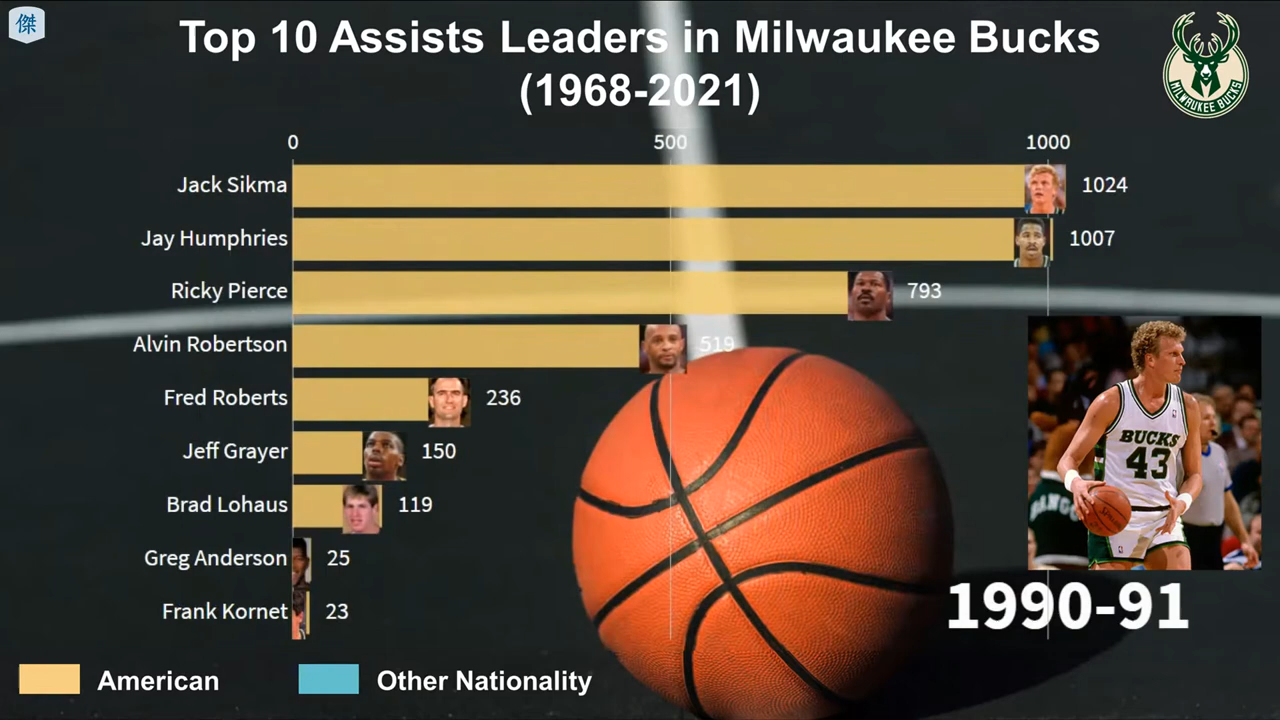 傑
Top 10 Assists Leaders in Milwaukee Bucks
(1968-2021)
MILWAUKEE BUCKS
0 500 1000
Jack Sikma 1024
Jay Humphries 1007
Ricky Pierce 793
Alvin Robertson 519
Fred Roberts 236
Jeff Grayer 150
Brad Lohaus 119
Greg Anderson 25
Frank Kornet 23
BUCKS
43
1990-91
American
Other Nationality